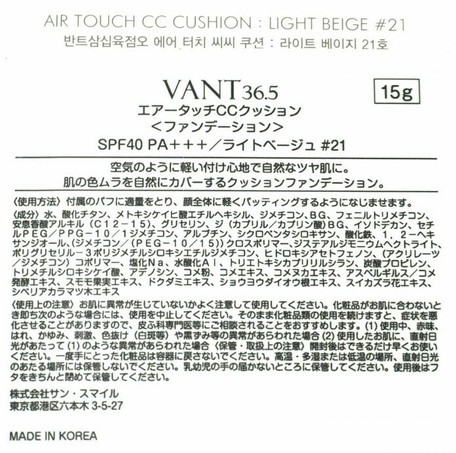 AIR TOUCH CC CUSHION : LIGHT BEIGE #21
반트삼십육점오 에어 터치 씨씨 쿠션 : 라이트 베이지 21호
VANT36.5
15g
エアータッチCCクッション
＜ファンデーション＞
SPF40 PA＋＋＋／ライトベージュ #21
空気のように軽い付け心地で自然なツヤ肌に。
肌の色ムラを自然にカバーするクッションファンデーション。
〈使用方法〉付属のパフに適量をとり、顔全体に軽くパッティングするようになじませます。
〈成分〉水、酸化チタン、メトキシケイヒ酸エチルヘキシル、ジメチコン、BG、フェニルトリメチコン、
安息香酸アルキル（C12-15）、グリセリン、ジ（カプリル/カプリン酸）BG、イソドデカン、セチ
ルPEG／PPG-10／1ジメチコン、アルブチン、シクロペンタシロキサン、酸化鉄、1,2－ヘキ
サンジオール、（ジメチコン／（PEG-10／15））クロスポリマー、ジステアルジモニウムヘクトライト、
ポリグリセリル－3ポリジメチルシロキシエチルジメチコン、ヒドロキシアセトフェノン、（アクリレーツ
／ジメチコン）コポリマー、塩化Na、水酸化Al、トリエトキシカプリリルシラン、炭酸プロピレン、
トリメチルシロキシケイ酸、アデノシン、コメ粉、コメエキス、コメヌカエキス、アスペルギルス／コメ
発酵エキス、スモモ果実エキス、ドクダミエキス、ショウヨウダイオウ根エキス、スイカズラ花エキス、
シベリアカラマツ木エキス
〈使用上の注意〉お肌に異常が生じていないかよく注意して使用してください。化粧品がお肌に合わないと
き即ち次のような場合には、使用を中止してください。そのまま化粧品類の使用を続けますと、症状を悪
化させることがありますので、皮ふ科専門医等にご相談されることをおすすめします。（1）使用中、赤味、
はれ、かゆみ、刺激、色抜け（白斑等）や黒ずみ等の異常があらわれた場合（2）使用したお肌に、直射日
光があたって（1）のような異常があらわれた場合〈保管・取扱上の注意〉開封後はできるだけ早くお使い
ください。一度手にとった化粧品は容器に戻さないでください。高温・多湿または低温の場所、直射日光
のあたる場所には保管しないでください。乳幼児の手の届かないところに保管してください。使用後はフ
タをきちんと閉めて保管してください。
株式会社サン・スマイル
東京都港区六本木 3-5-27
MADE IN KOREA